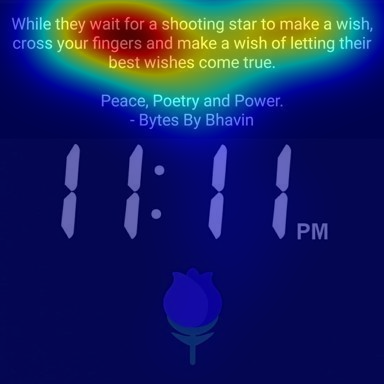 While they wait for a shooting star to make a wish,
cross your fingers and make a wish of letting their
best wishes come true.
Peace, Poetry and Power.
- Bytes By Bhavin
11:11 PM